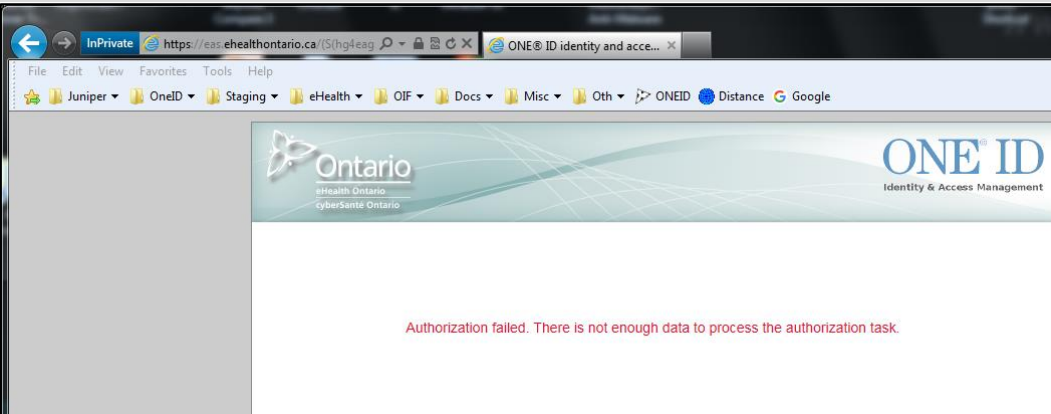 InPrivate https://eas.ehealthontario.ca/(S(hg4eag ONE® ID identity and acce...
File Edit View Favorites Tools Help
Juniper OneID Staging eHealth OIF Docs Misc Oth ONEID Distance G Google
Ontario
eHealth Ontario
cyberSanté Ontario
ONE® ID
Identity & Access Management
Authorization failed. There is not enough data to process the authorization task.